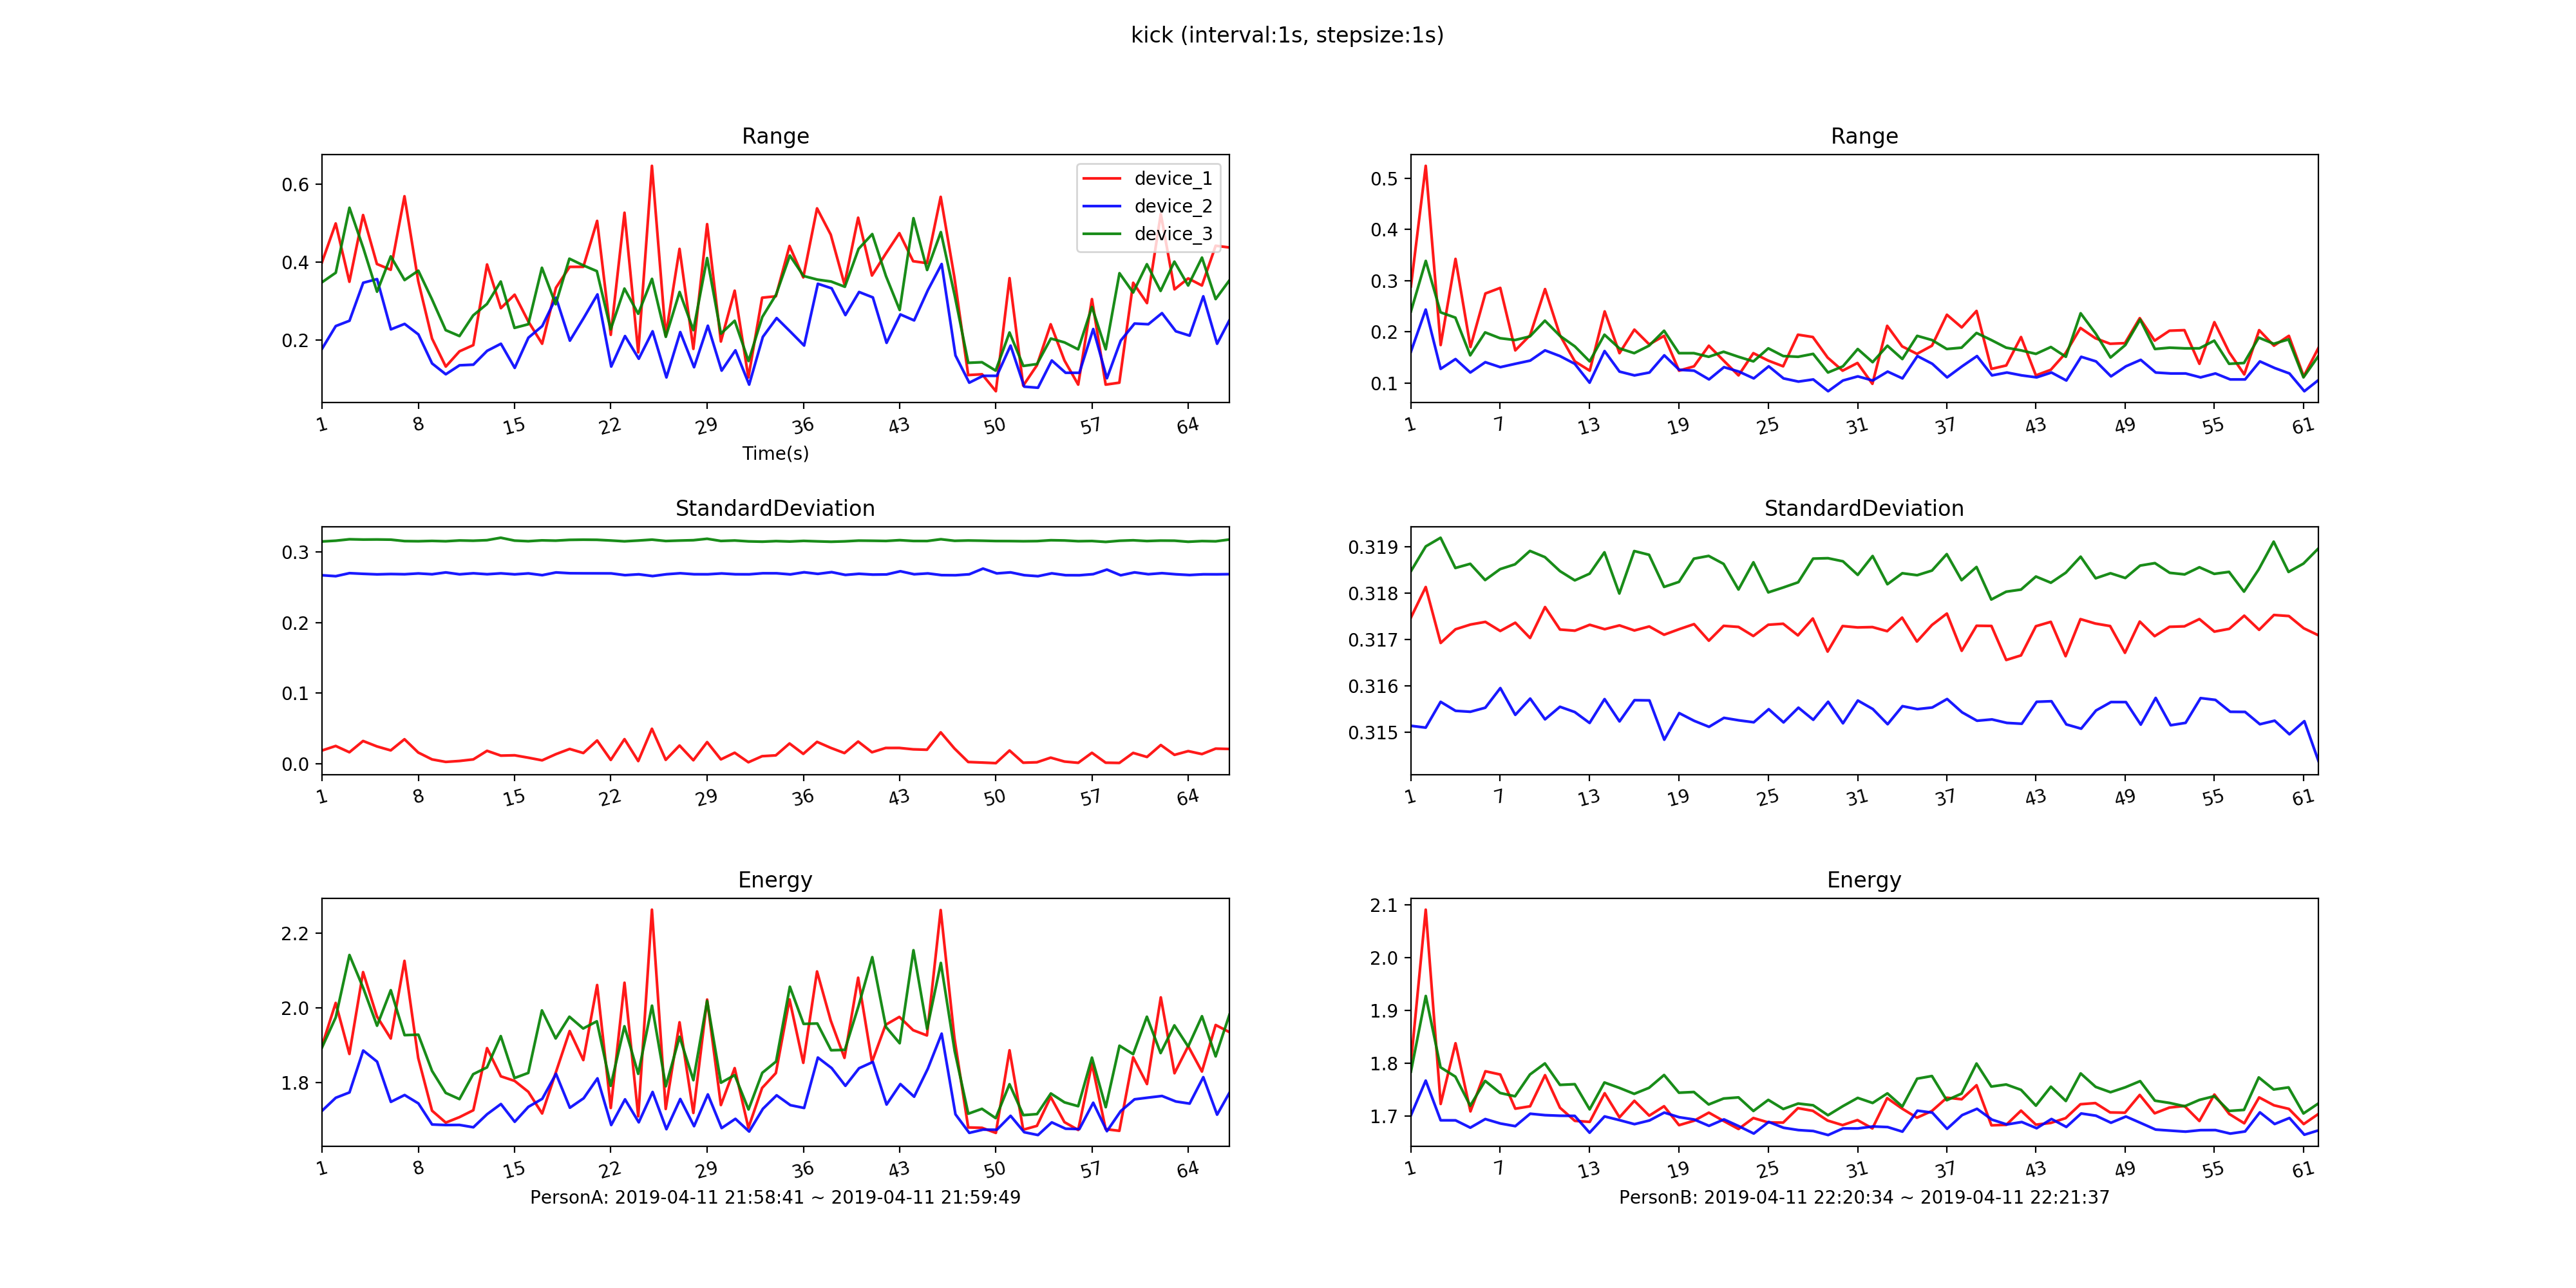 kick (interval:1s, stepsize:1s)
Range
0.6
0.4
0.2
device_1
device_2
device_3
1 8 15 22 29 36 43 50 57 64
Time(s)
Range
0.5
0.4
0.3
0.2
0.1
1 7 13 19 25 31 37 43 49 55 61
StandardDeviation
0.3
0.2
0.1
0.0
1 8 15 22 29 36 43 50 57 64
StandardDeviation
0.319
0.318
0.317
0.316
0.315
1 7 13 19 25 31 37 43 49 55 61
Energy
2.2
2.0
1.8
1 8 15 22 29 36 43 50 57 64
PersonA: 2019-04-11 21:58:41 ~ 2019-04-11 21:59:49
Energy
2.1
2.0
1.9
1.8
1.7
1 7 13 19 25 31 37 43 49 55 61
PersonB: 2019-04-11 22:20:34 ~ 2019-04-11 22:21:37